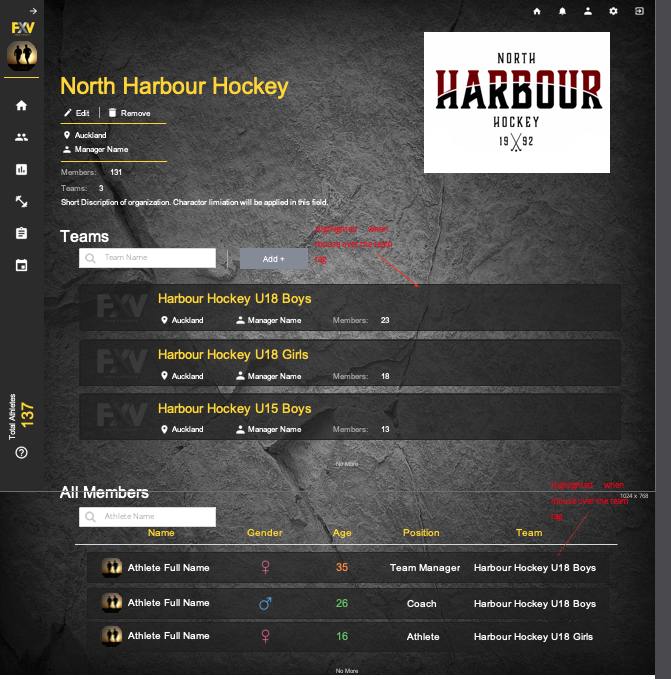 FXV
North Harbour Hockey
NORTH
HARBOUR
HOCKEY
19 92
Edit
Remove
Auckland
Manager Name
Members: 131
Teams: 3
Short Discription of organization. Charactor limiation will be applied in this field.
Teams
Highlighted when
mouse over the team
tag
Team Name
Add +
Harbour Hockey U18 Boys
Auckland
Manager Name
Members: 23
FXV
Harbour Hockey U18 Girls
Auckland
Manager Name
Members: 18
FXV
Harbour Hockey U15 Boys
Auckland
Manager Name
Members: 13
FXV
Total Athletes
137
No More
All Members
Highlighted when
mouse over the team
tag
1024 x 768
Athlete Name
Name Gender Age Position Team
Athlete Full Name 35 Team Manager Harbour Hockey U18 Boys
Athlete Full Name 26 Coach Harbour Hockey U18 Boys
Athlete Full Name 16 Athlete Harbour Hockey U18 Girls
No More